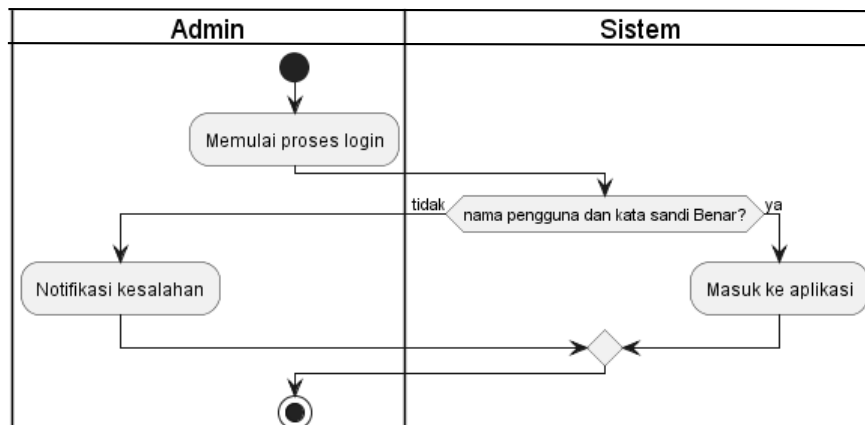 Admin
Sistem
Memulai proses login
tidak
nama pengguna dan kata sandi Benar?
ya
Notifikasi kesalahan
Masuk ke aplikasi